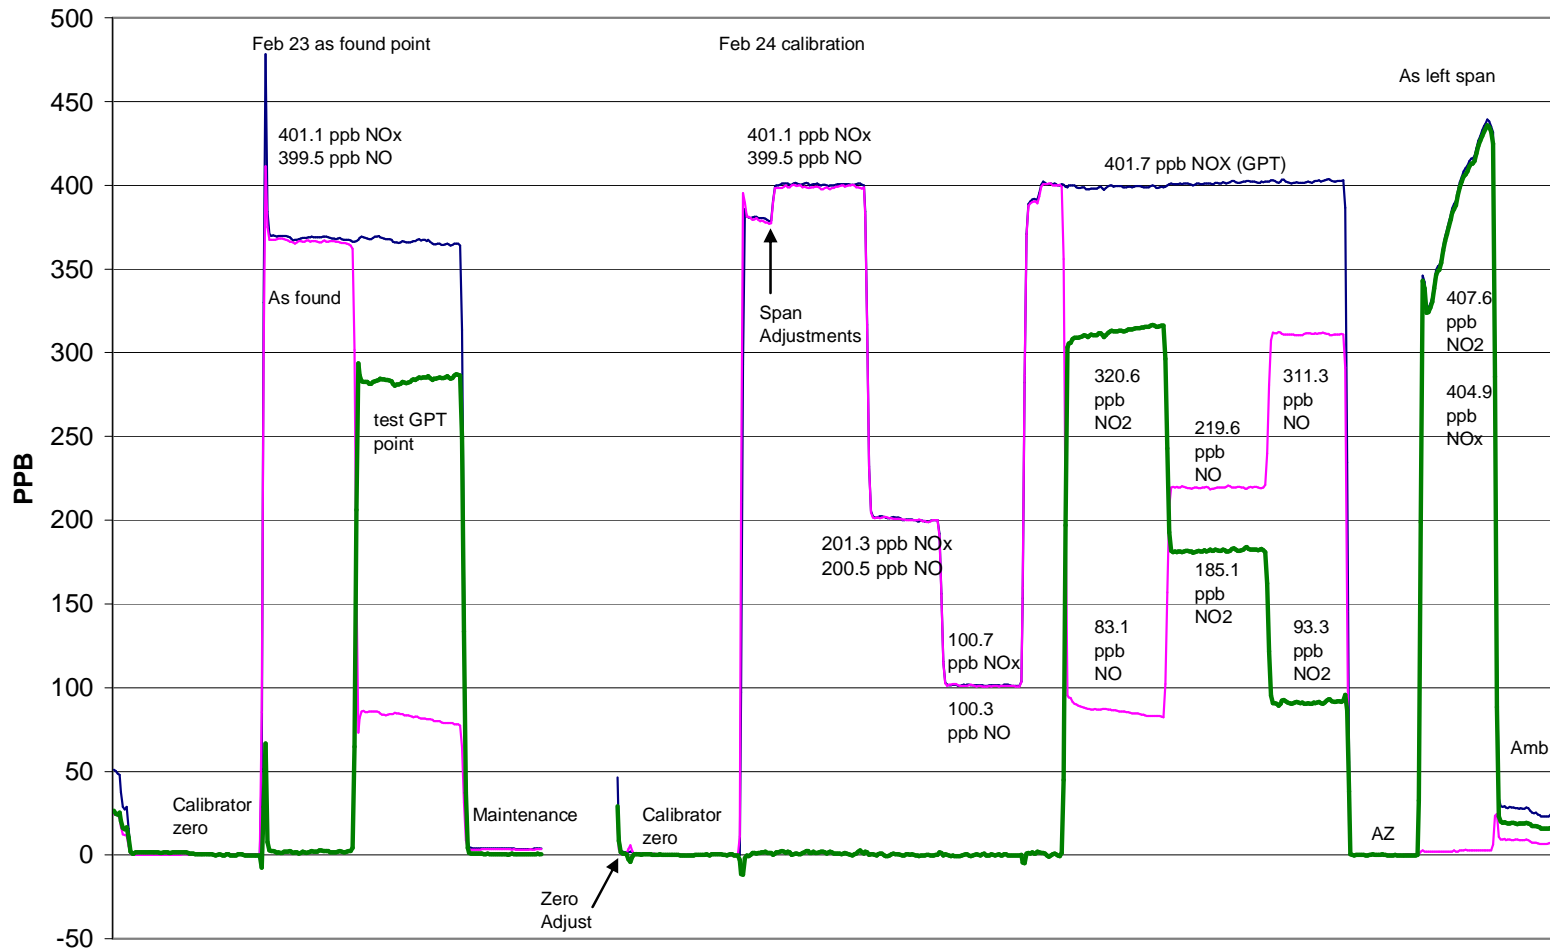 500
450
400
350
300
250
200
150
100
50
0
-50
PPB
Feb 23 as found point
Feb 24 calibration
As left span
401.1 ppb NOx
399.5 ppb NO
As found
test GPT
point
Calibrator
zero
Maintenance
Zero
Adjust
Calibrator
zero
401.1 ppb NOx
399.5 ppb NO
Span
Adjustments
201.3 ppb NOx
200.5 ppb NO
100.7
ppb NOx
100.3
ppb NO
401.7 ppb NOX (GPT)
320.6
ppb
NO2
83.1
ppb
NO
219.6
ppb
NO
185.1
ppb
NO2
311.3
ppb
NO
93.3
ppb
NO2
AZ
407.6
ppb
NO2
404.9
ppb
NOx
Amb